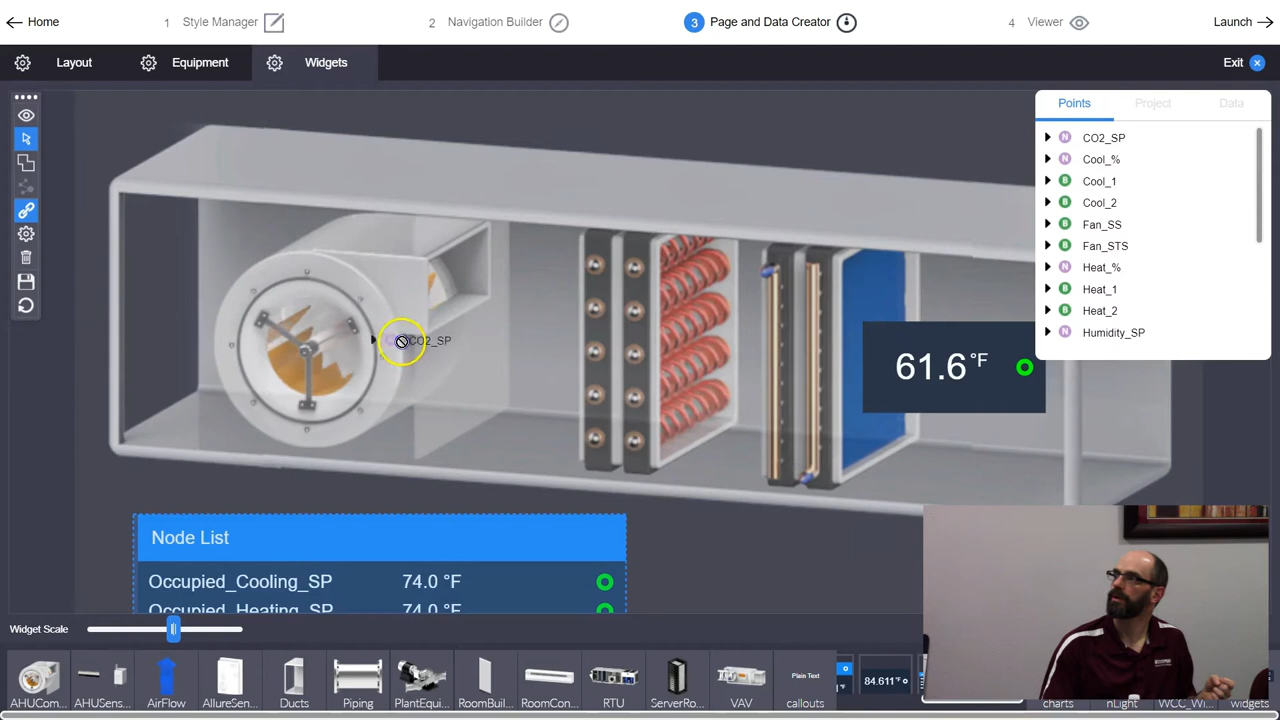 Home
1 Style Manager
2 Navigation Builder
3 Page and Data Creator
4 Viewer
Launch
Layout
Equipment
Widgets
Exit
Points
Project
Data
N CO2_SP
N Cool_%
B Cool_1
B Cool_2
B Fan_SS
B Fan_STS
N Heat_%
B Heat_1
B Heat_2
N Humidity_SP
CO2_SP
61.6 °F
Node List
Occupied_Cooling_SP 74.0 °F
Occupied_Heating_SP 74.0 °F
Widget Scale
Plain Text
84.611°
AHUCom...
AHUSens...
AirFlow
AllureSen...
Ducts
Piping
PlantEqui...
RoomBuil...
RoomCon...
RTU
ServerRo...
VAV
callouts
charts
nLight
WCC_Wi...
widgets